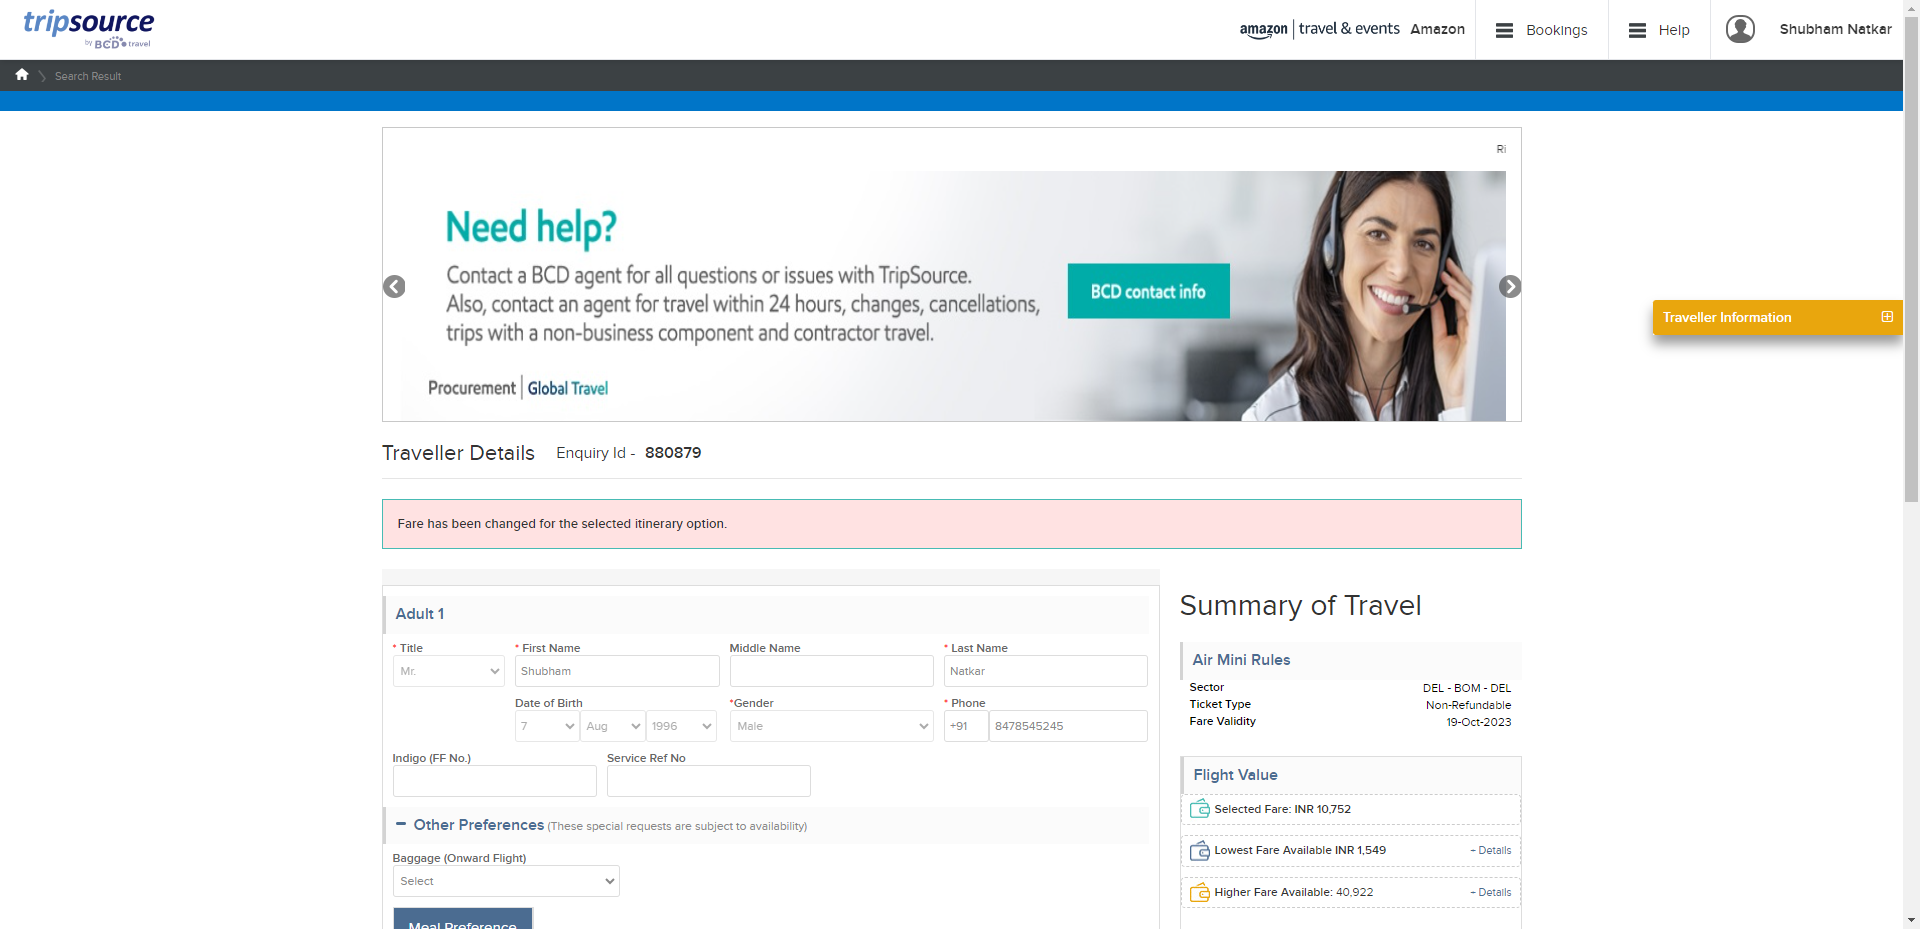 tripsource
by BCD travel
amazon | travel & events Amazon
Bookings
Help
Shubham Natkar
Search Result
Ri
Need help?
Contact a BCD agent for all questions or issues with TripSource.
Also, contact an agent for travel within 24 hours, changes, cancellations,
trips with a non-business component and contractor travel.
BCD contact info
Procurement | Global Travel
Traveller Information
Traveller Details Enquiry Id - 880879
Fare has been changed for the selected itinerary option.
Adult 1
* Title * First Name Middle Name * Last Name
Mr. Shubham Natkar
Date of Birth *Gender * Phone
7 Aug 1996 Male +91 8478545245
Indigo (FF No.) Service Ref No
Other Preferences (These special requests are subject to availability)
Baggage (Onward Flight)
Select
Meal Preference
Summary of Travel
Air Mini Rules
Sector DEL - BOM - DEL
Ticket Type Non-Refundable
Fare Validity 19-Oct-2023
Flight Value
Selected Fare: INR 10,752
Lowest Fare Available INR 1,549 + Details
Higher Fare Available: 40,922 + Details